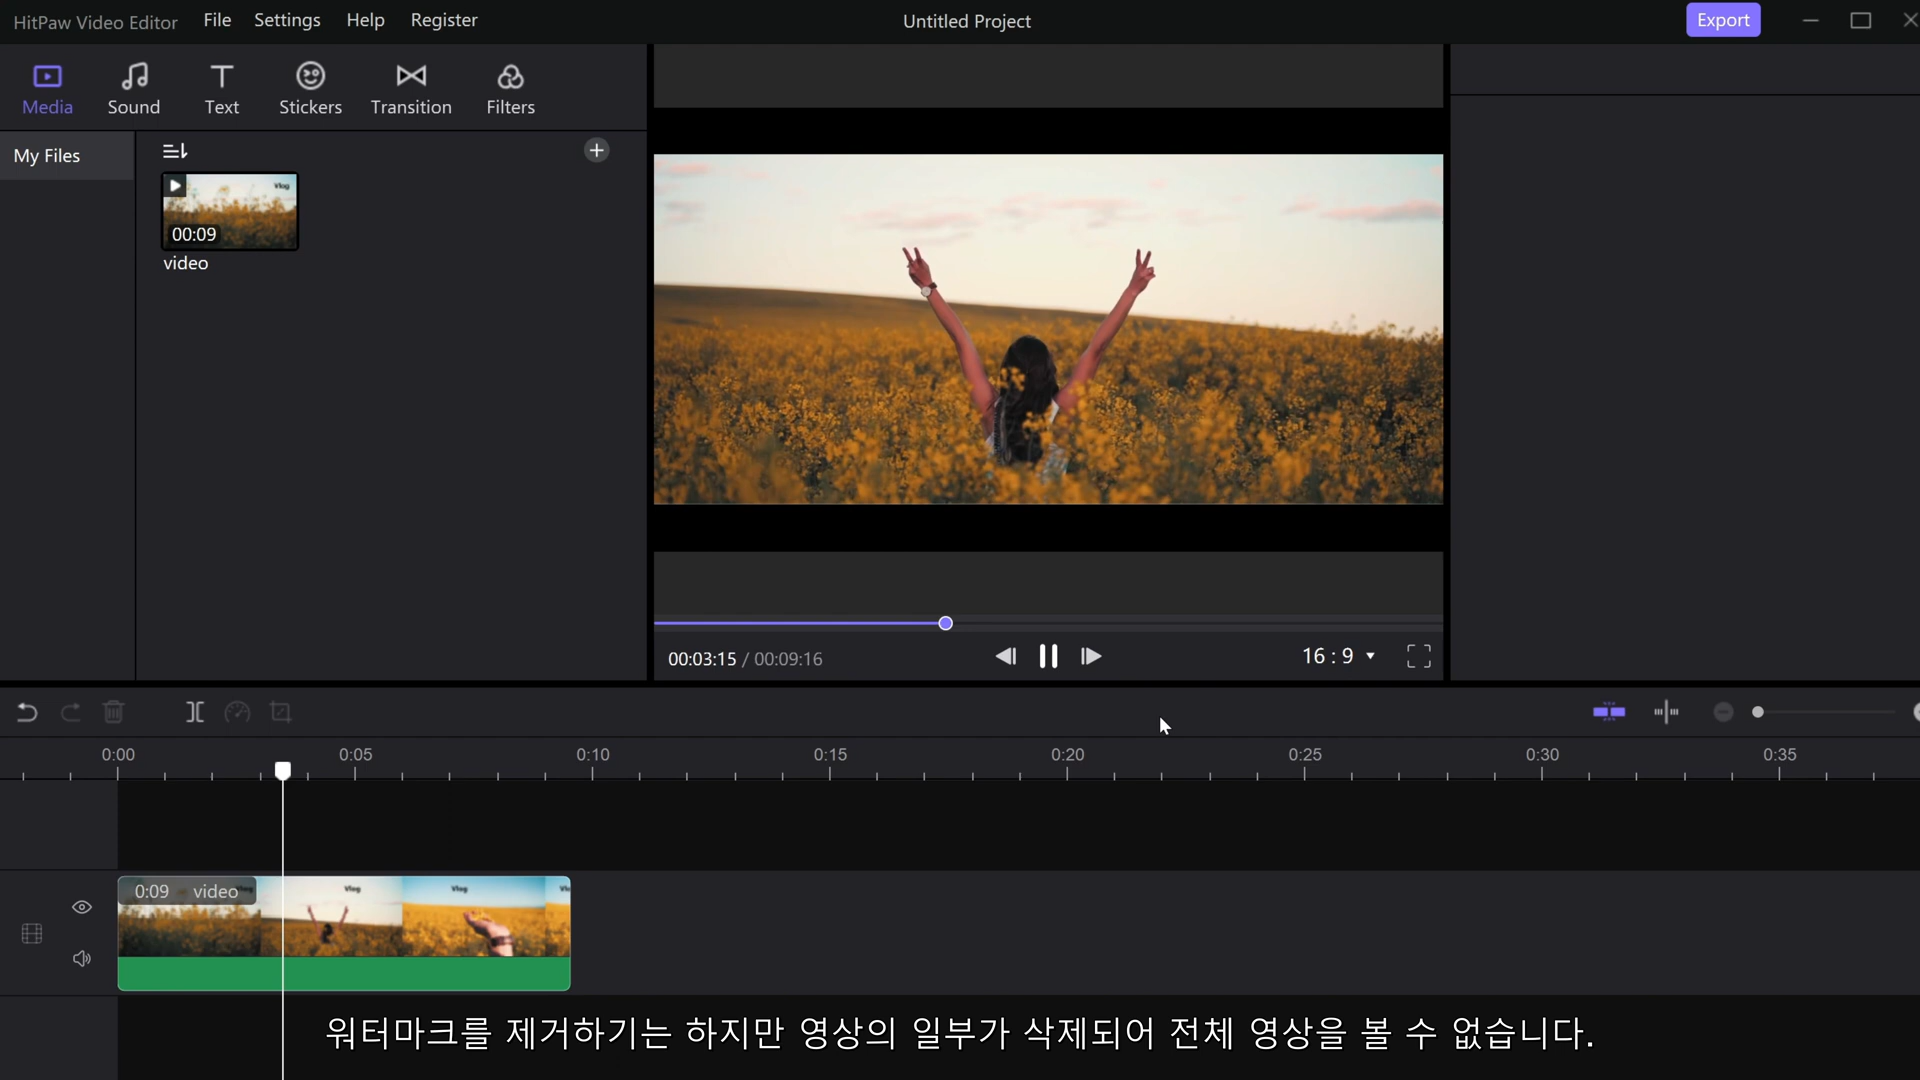 HitPaw Video Editor File Settings Help Register Untitled Project Export
Media Sound Text Stickers Transition Filters
My Files
Vlog
00:09
video
00:03:15 / 00:09:16 16 : 9
0:00 0:05 0:10 0:15 0:20 0:25 0:30 0:35
0:09 video Vlog Vlog
워터마크를 제거하기는 하지만 영상의 일부가 삭제되어 전체 영상을 볼 수 없습니다.